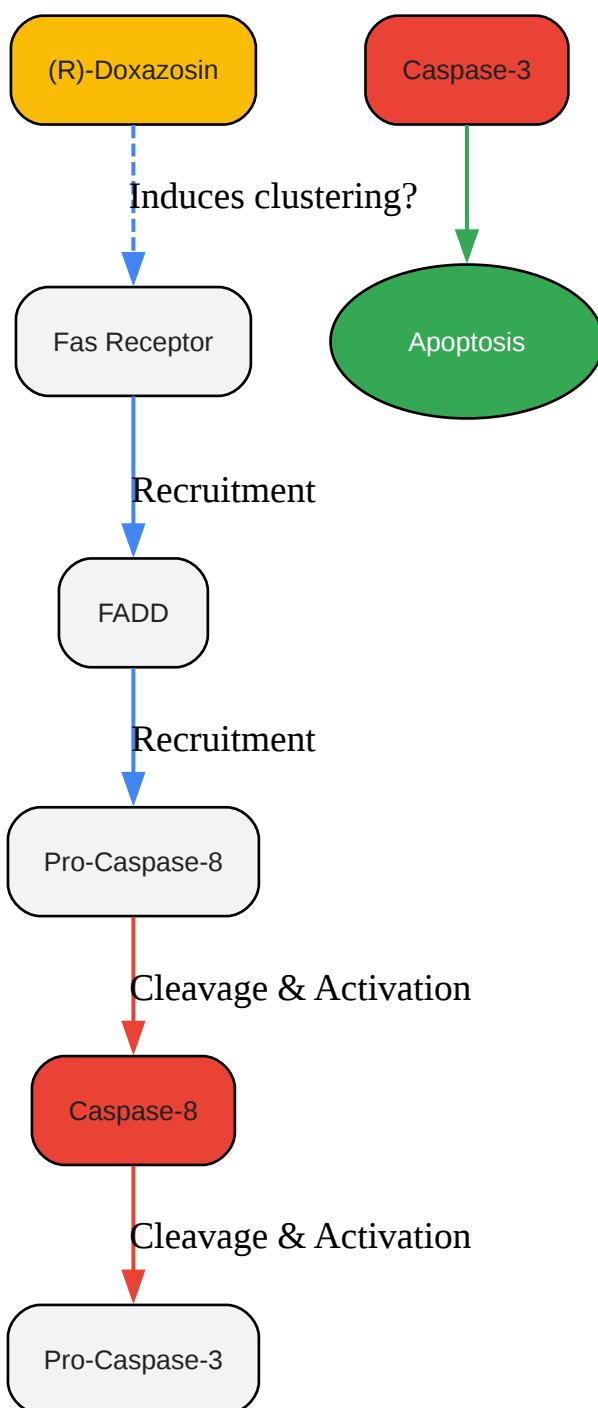 (R)-Doxazosin
Caspase-3
Induces clustering?
Fas Receptor
Apoptosis
Recruitment
FADD
Recruitment
Pro-Caspase-8
Cleavage & Activation
Caspase-8
Cleavage & Activation
Pro-Caspase-3